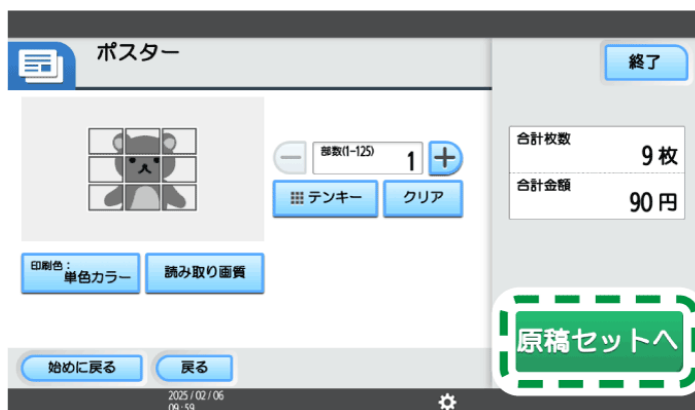 ポスター
終了
部数(1-125)
1
テンキー
クリア
合計枚数
9 枚
合計金額
90 円
印刷色：
単色カラー
読み取り画質
原稿セットへ
始めに戻る
戻る
2025 / 02 / 06
09 : 59